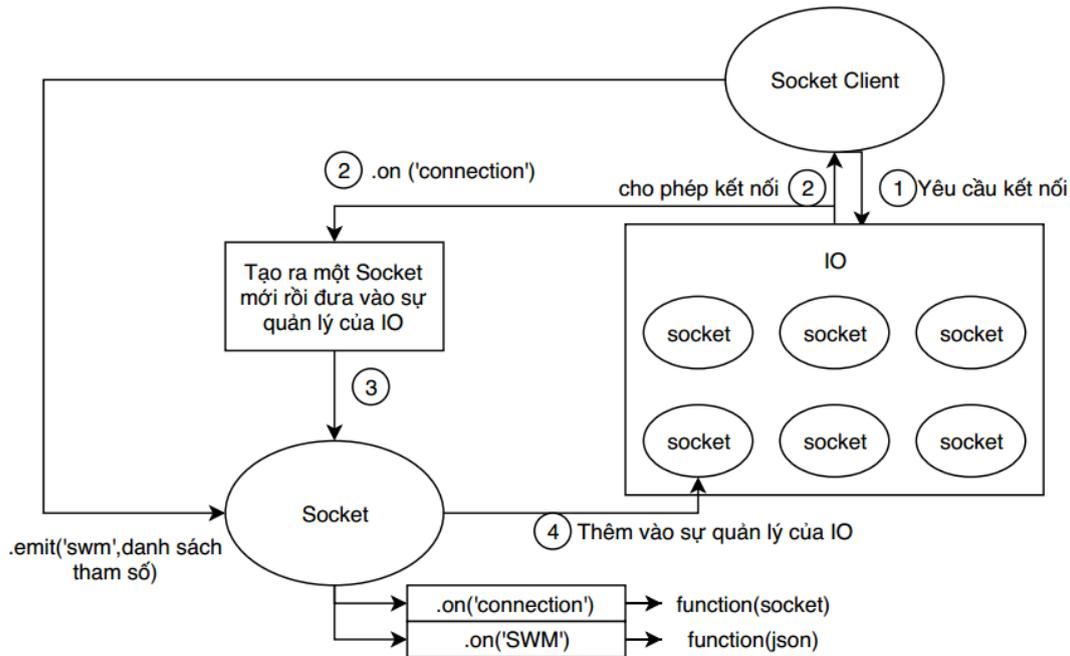 Socket Client
2 .on ('connection')
cho phép kết nối 2
1 Yêu cầu kết nối
Tạo ra một Socket
mới rồi đưa vào sự
quản lý của IO
IO
socket socket socket
3
socket socket socket
Socket
4 Thêm vào sự quản lý của IO
.emit('swm',danh sách
tham số)
.on('connection') function(socket)
.on('SWM') function(json)